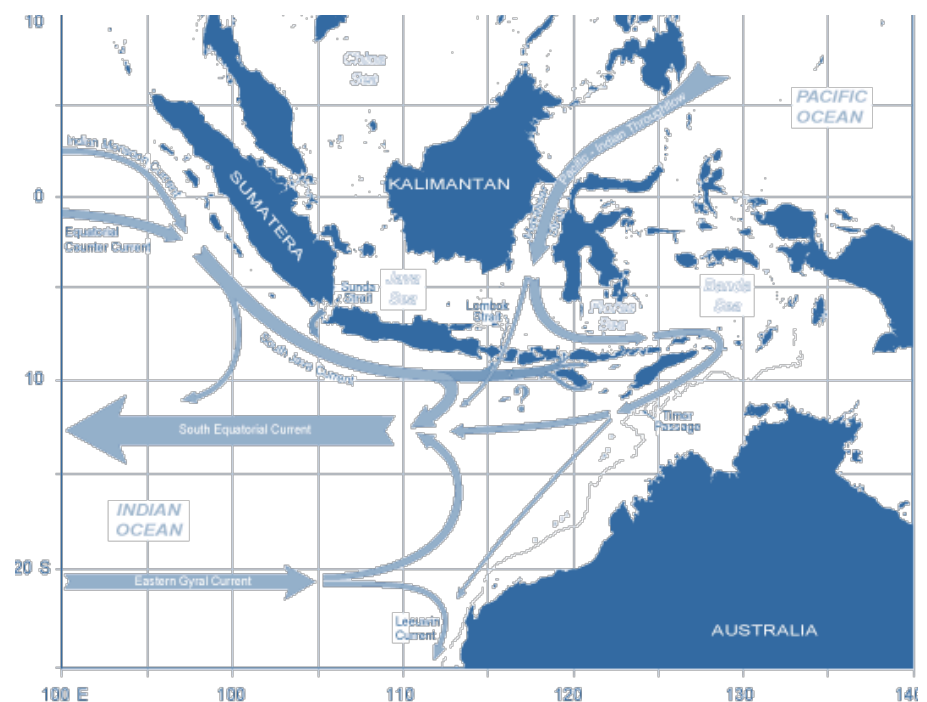 10
China
Sea
PACIFIC
OCEAN
Pacific - Indian Throughflow
Indian Monsoon Current
SUMATERA
KALIMANTAN
0
Equatorial
Counter Current
Sunda
Strait
Java
Sea
Lombok
Strait
Flores
Sea
Banda
Sea
South Java Current
10
?
Timor
Passage
South Equatorial Current
INDIAN
OCEAN
20 S
Eastern Gyral Current
Leeuwin
Current
AUSTRALIA
100 E
100
110
120
130